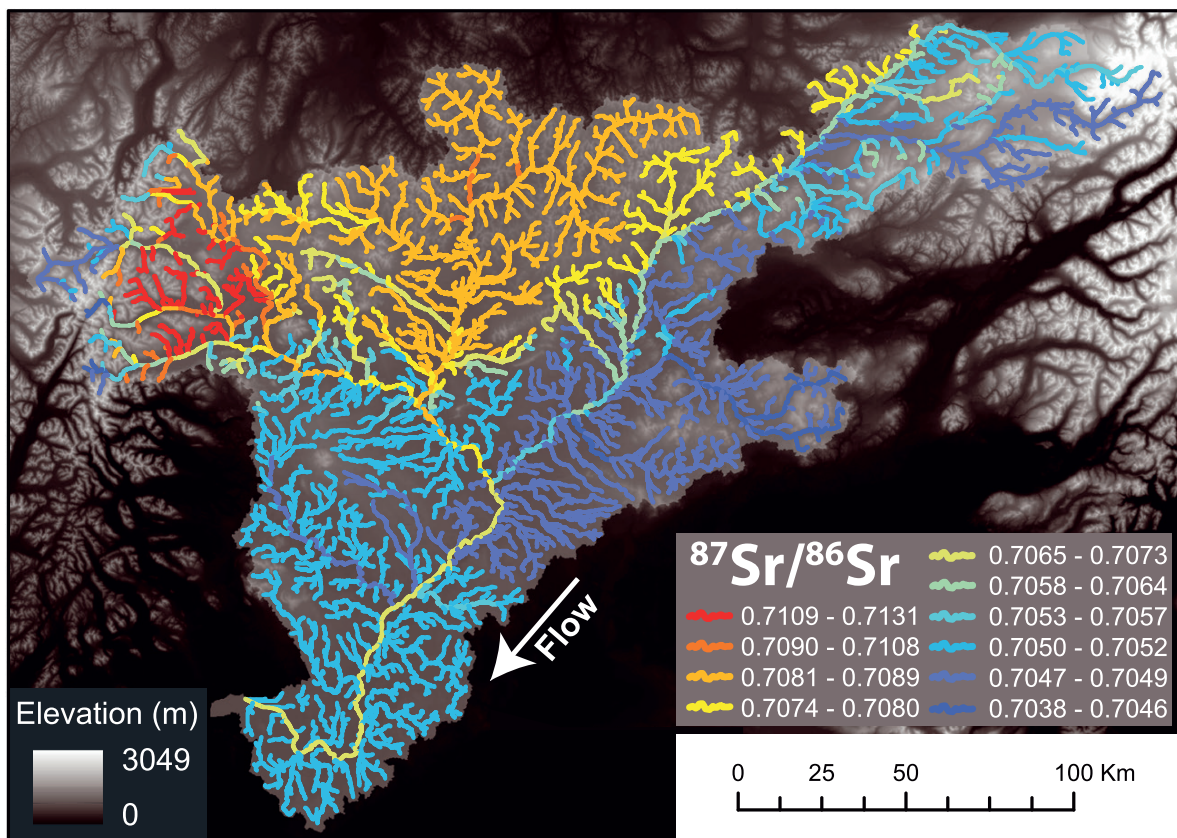 Flow
⁸⁷Sr/⁸⁶Sr
0.7109 - 0.7131
0.7090 - 0.7108
0.7081 - 0.7089
0.7074 - 0.7080
0.7065 - 0.7073
0.7058 - 0.7064
0.7053 - 0.7057
0.7050 - 0.7052
0.7047 - 0.7049
0.7038 - 0.7046
Elevation (m)
3049
0
0 25 50 100 Km